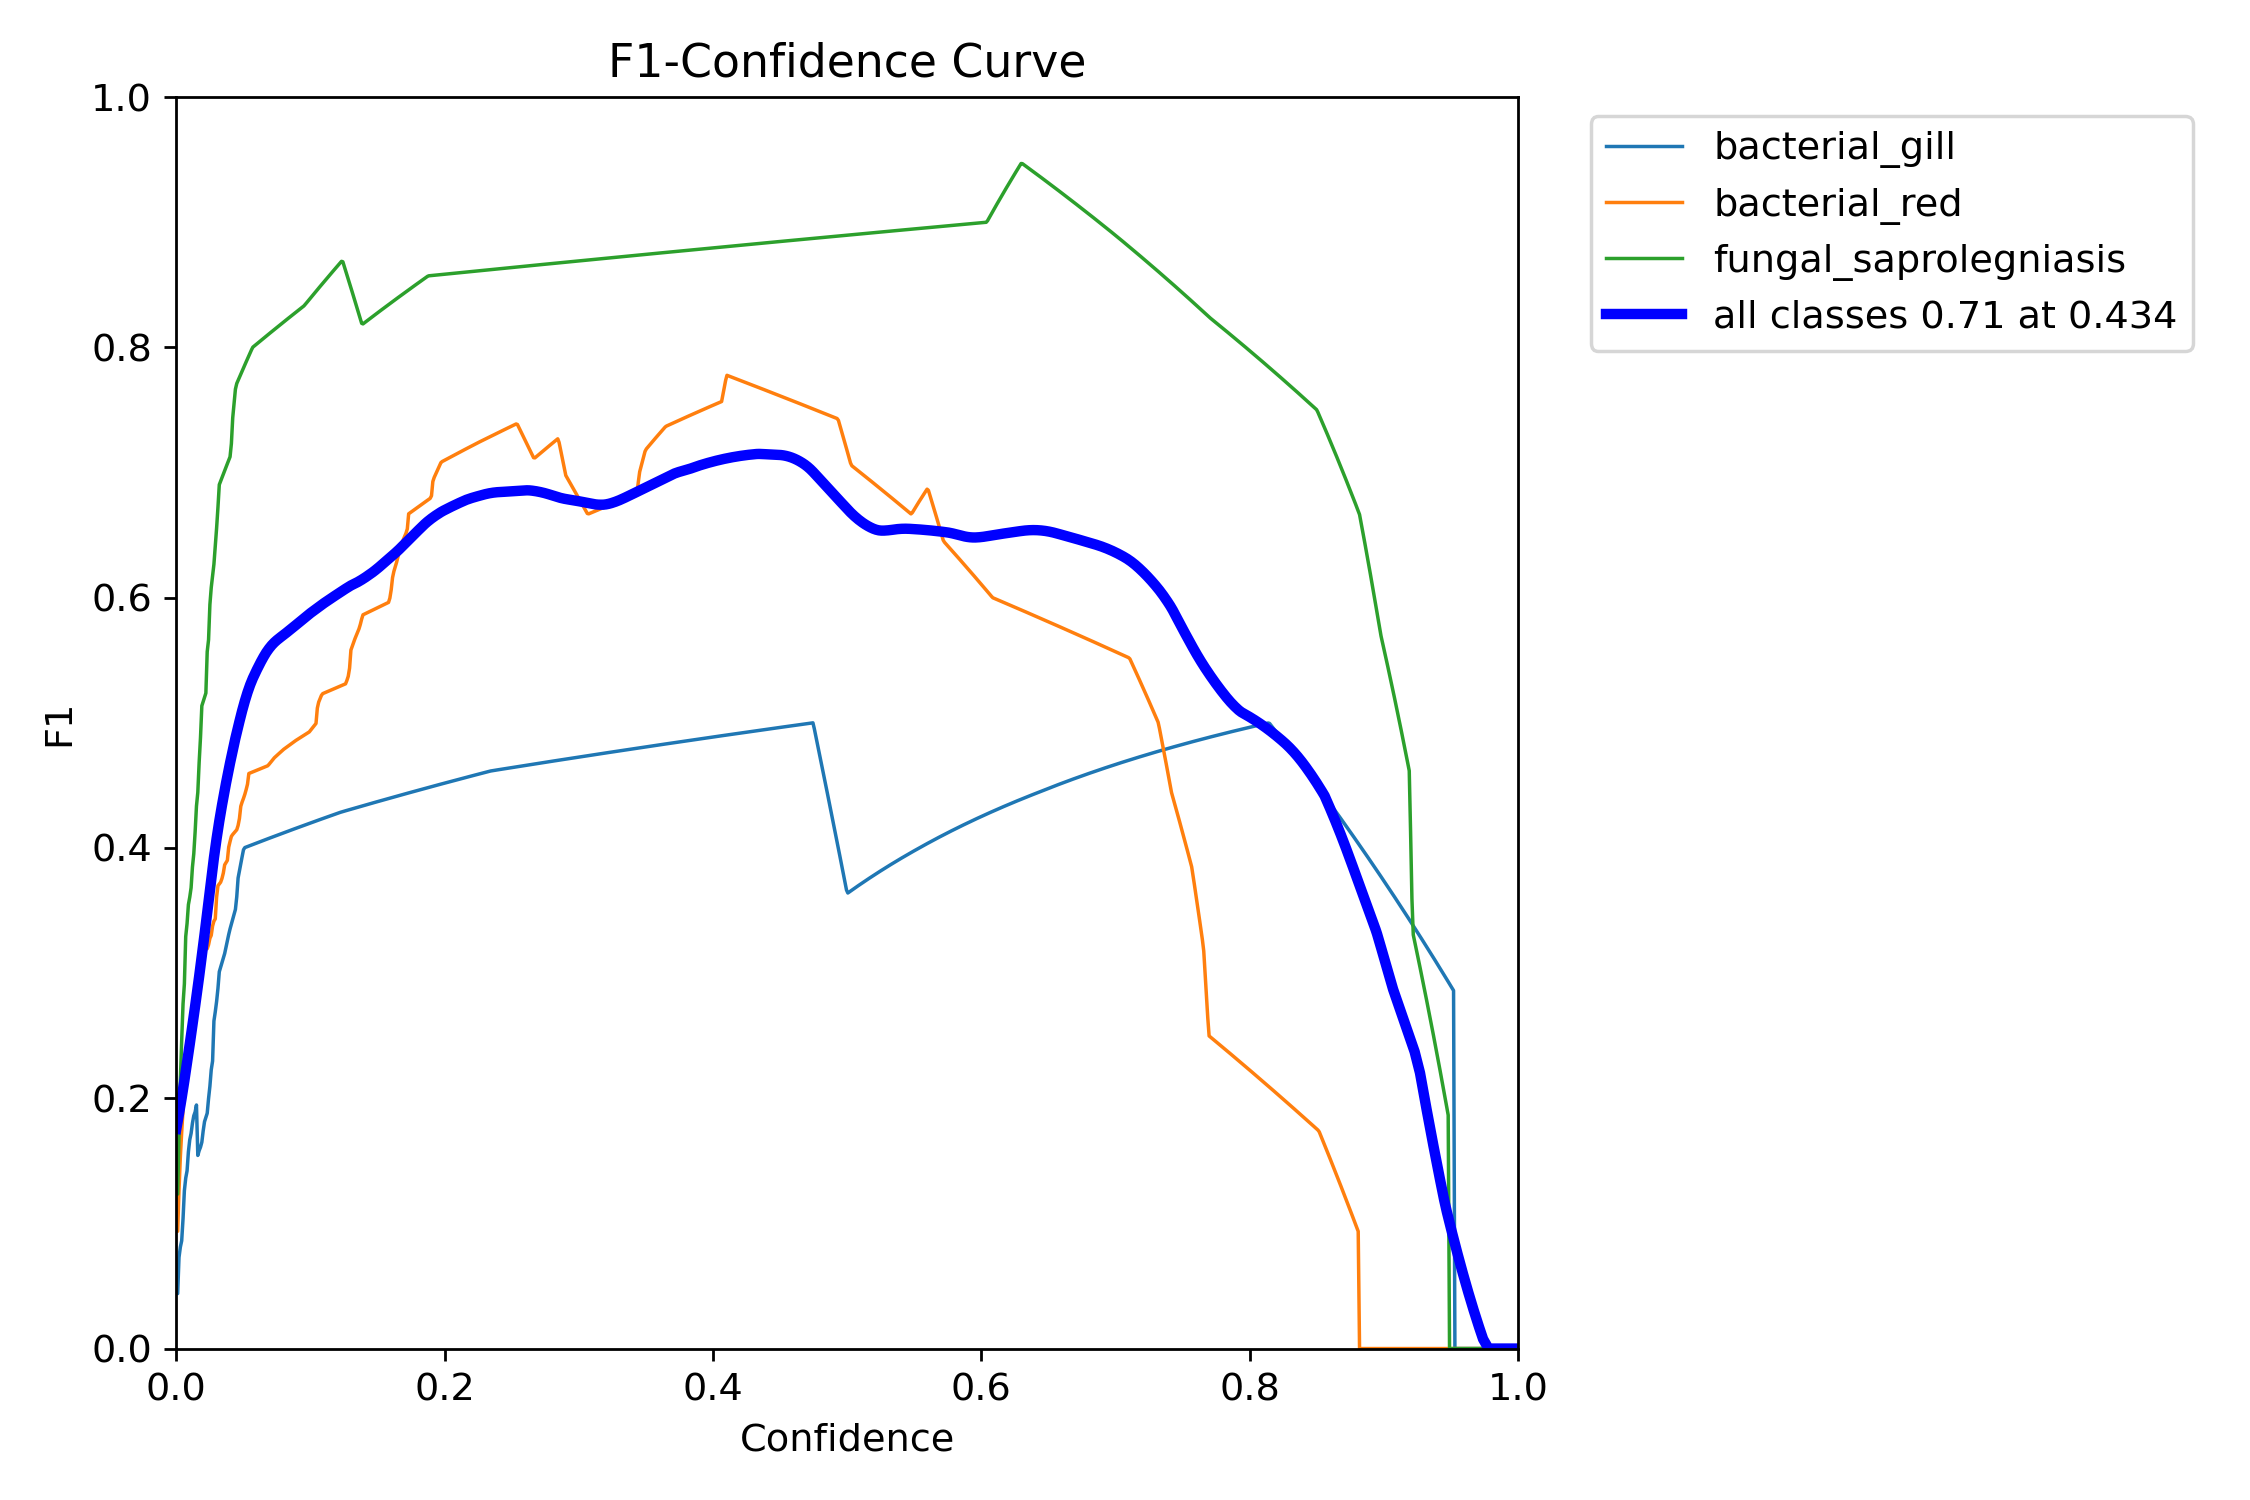 F1-Confidence Curve
1.0
0.8
0.6
0.4
0.2
0.0
F1
0.0 0.2 0.4 0.6 0.8 1.0
Confidence
bacterial_gill
bacterial_red
fungal_saprolegniasis
all classes 0.71 at 0.434